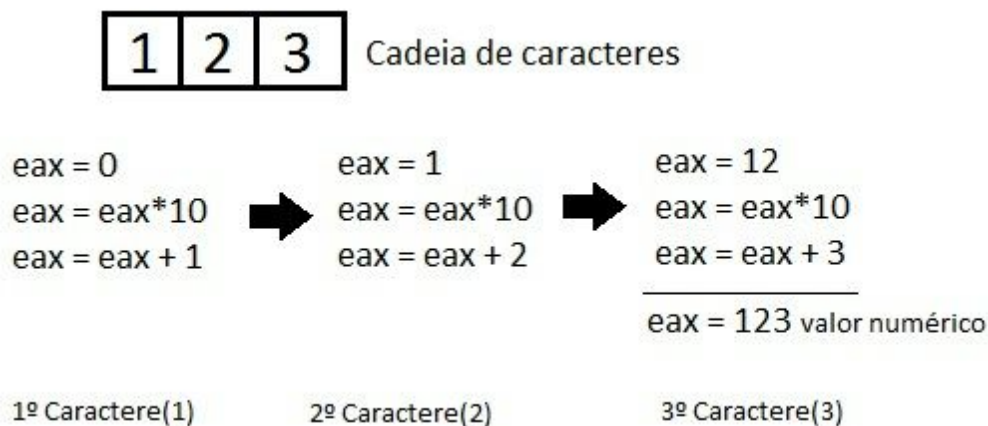 1 2 3 Cadeia de caracteres
eax = 0
eax = eax*10
eax = eax + 1
eax = 1
eax = eax*10
eax = eax + 2
eax = 12
eax = eax*10
eax = eax + 3
eax = 123 valor numérico
1º Caractere(1)
2º Caractere(2)
3º Caractere(3)